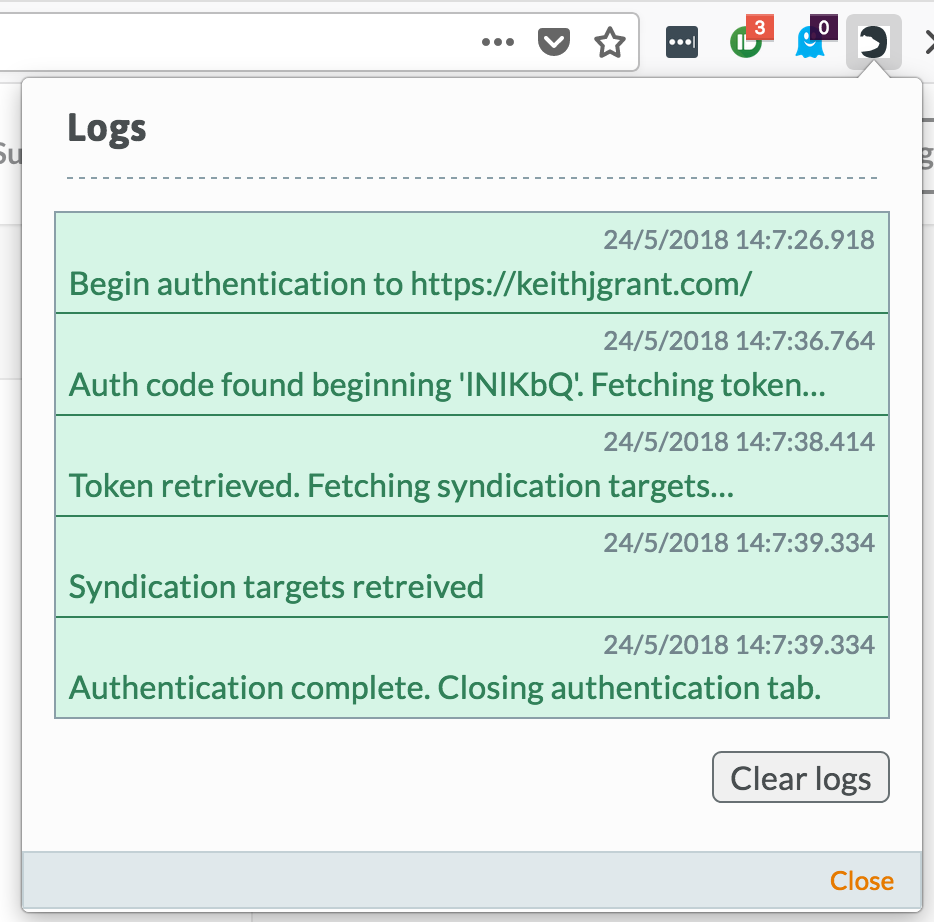 3
0
Su
g
Logs
24/5/2018 14:7:26.918
Begin authentication to https://keithjgrant.com/
24/5/2018 14:7:36.764
Auth code found beginning 'lNlKbQ'. Fetching token...
24/5/2018 14:7:38.414
Token retrieved. Fetching syndication targets...
24/5/2018 14:7:39.334
Syndication targets retreived
24/5/2018 14:7:39.334
Authentication complete. Closing authentication tab.
Clear logs
Close